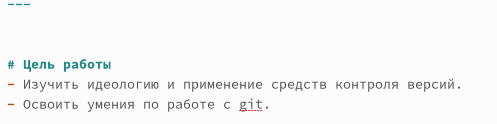 ---
# Цель работы
- Изучить идеологию и применение средств контроля версий.
- Освоить умения по работе с git.